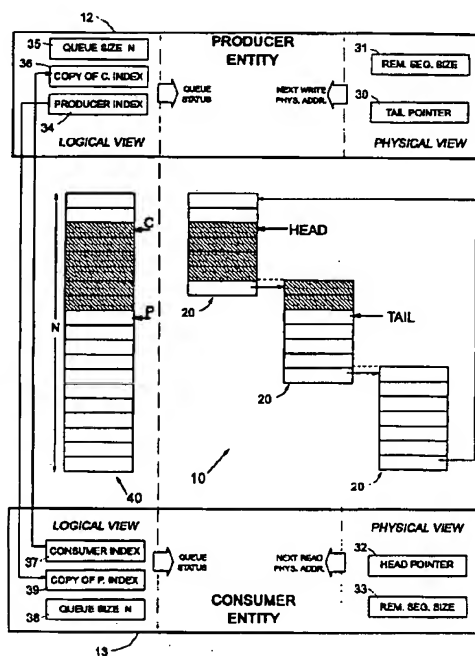 12
35
QUEUE SIZE N
36
COPY OF C. INDEX
PRODUCER INDEX
34
LOGICAL VIEW
PRODUCER
ENTITY
QUEUE
STATUS
NEXT WRITE
PHYS. ADDR.
31
REM. SEG. SIZE
30
TAIL POINTER
PHYSICAL VIEW
C
HEAD
P
N
20
TAIL
20
20
10
40
LOGICAL VIEW
CONSUMER INDEX
37
COPY OF P. INDEX
39
QUEUE SIZE N
38
13
QUEUE
STATUS
NEXT READ
PHYS. ADDR.
CONSUMER
ENTITY
PHYSICAL VIEW
32
HEAD POINTER
33
REM. SEG. SIZE